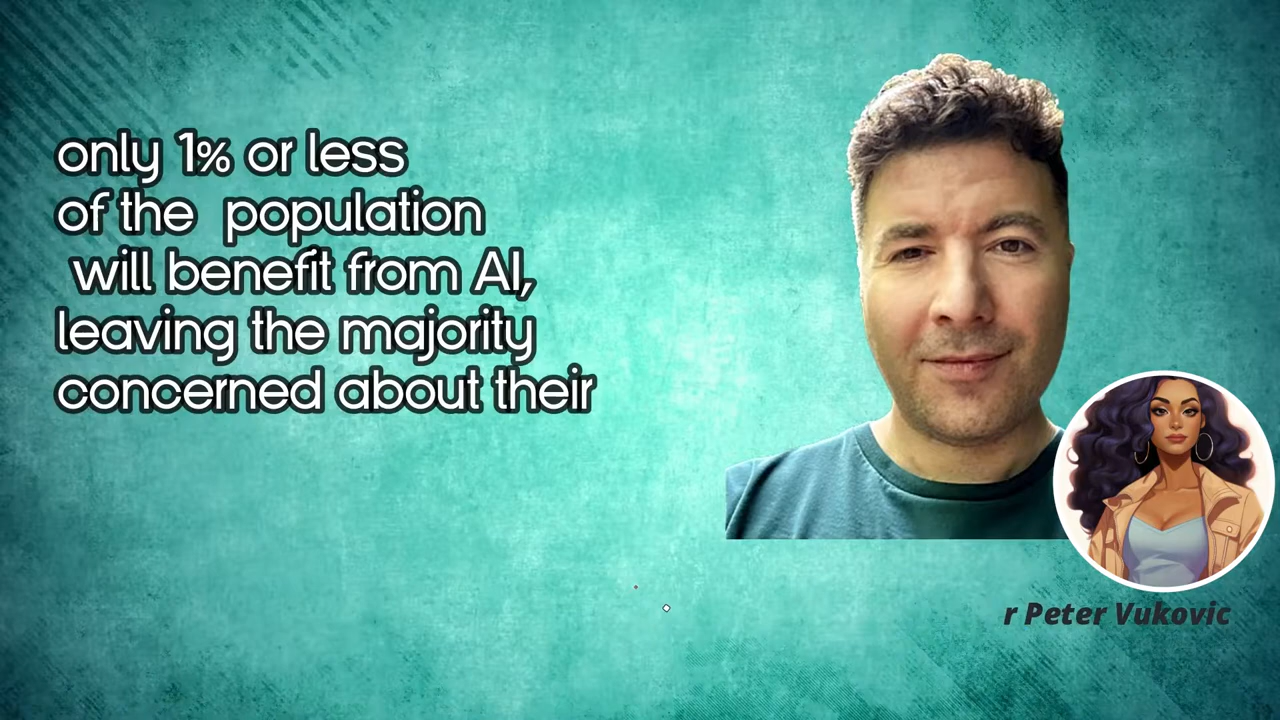 only 1% or less
of the population
will benefit from AI,
leaving the majority
concerned about their
r Peter Vukovic